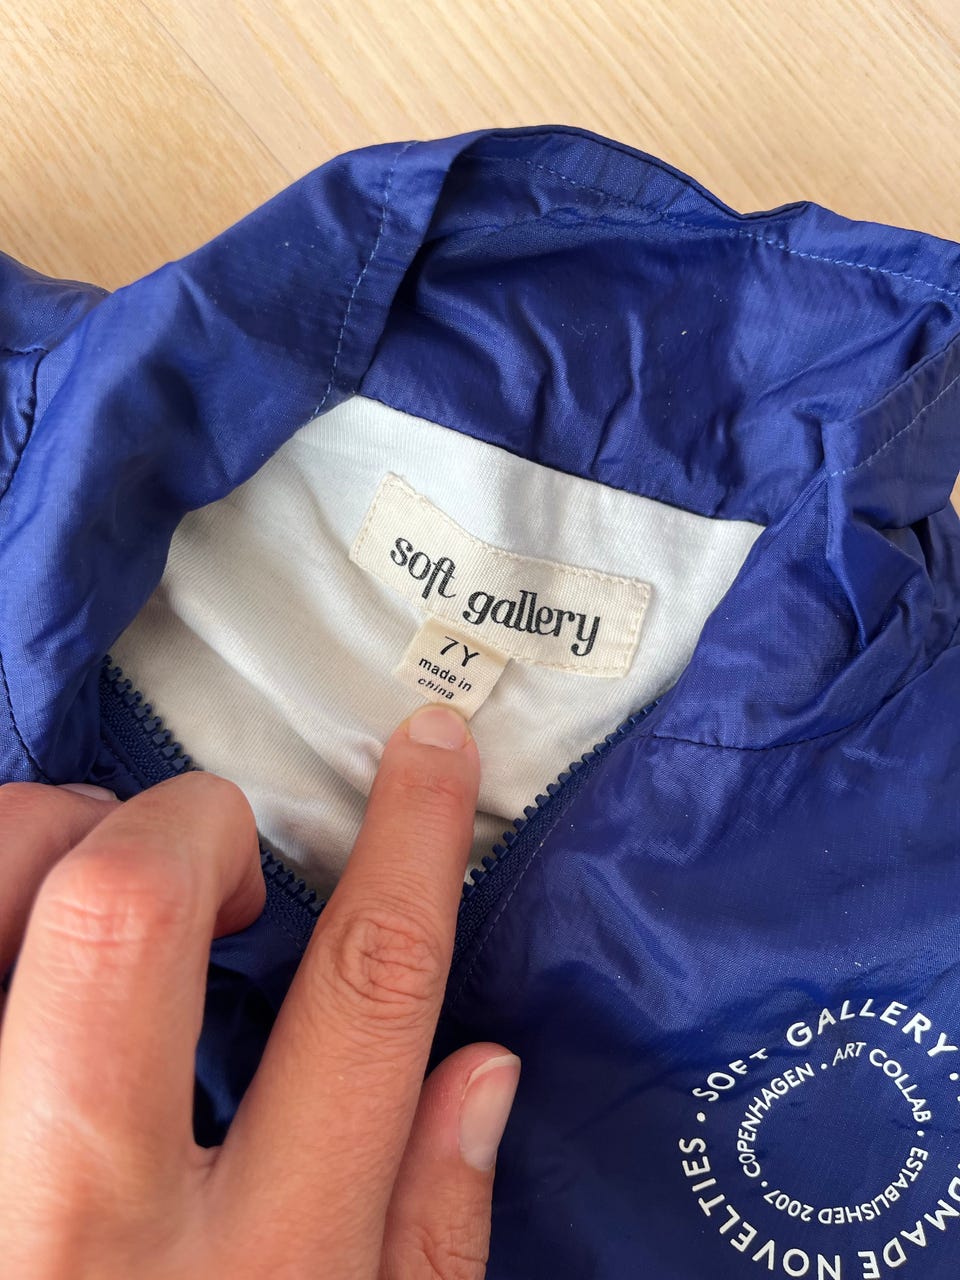 soft gallery
7Y
made in
china
SOFT GALLERY •
NOVELTIES •
COPENHAGEN • ART COLLAB • ESTABLISHED 2007 •